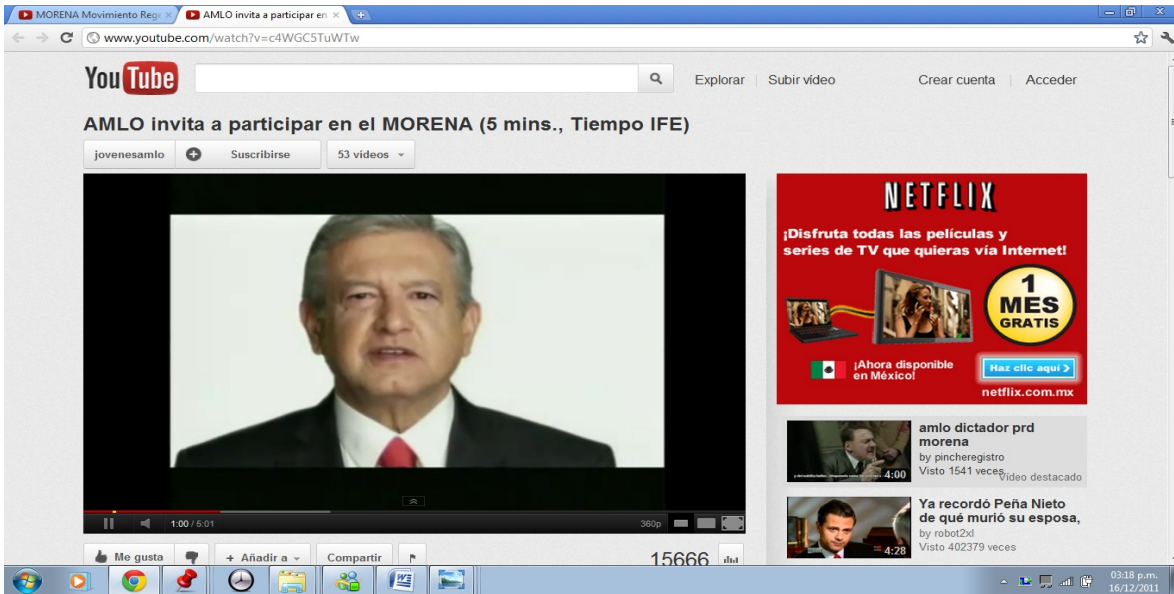 MORENA Movimiento Reg
AMLO invita a participar en
www.youtube.com/watch?v=c4WGC5TuWTw
YouTube
Explorar
Subir vídeo
Crear cuenta
Acceder
AMLO invita a participar en el MORENA (5 mins., Tiempo IFE)
jovenesamlo
Suscribirse
53 vídeos
1:00 / 5:01
360p
Me gusta
+ Añadir a
Compartir
15666
NETFLIX
¡Disfruta todas las películas y
series de TV que quieras vía Internet!
1
MES
GRATIS
¡Ahora disponible
en México!
Haz clic aquí >
netflix.com.mx
amlo dictador prd
morena
by pincheregistro
Visto 1541 veces
Vídeo destacado
4:00
Ya recordó Peña Nieto
de qué murió su esposa,
by robot2xl
Visto 402379 veces
4:28
03:18 p.m.
16/12/2011